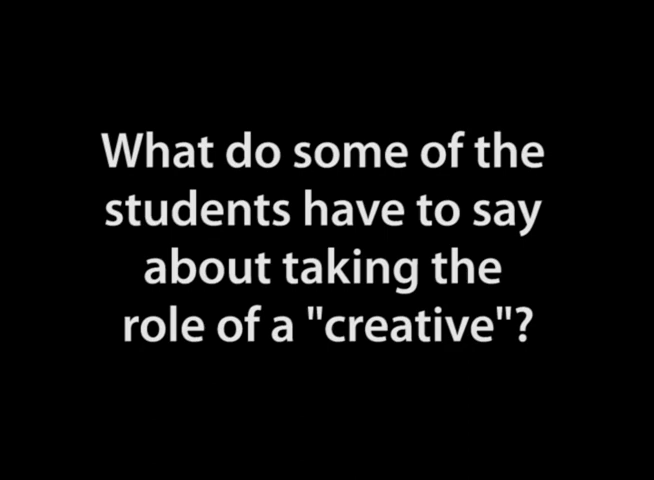 What do some of the
students have to say
about taking the
role of a "creative"?